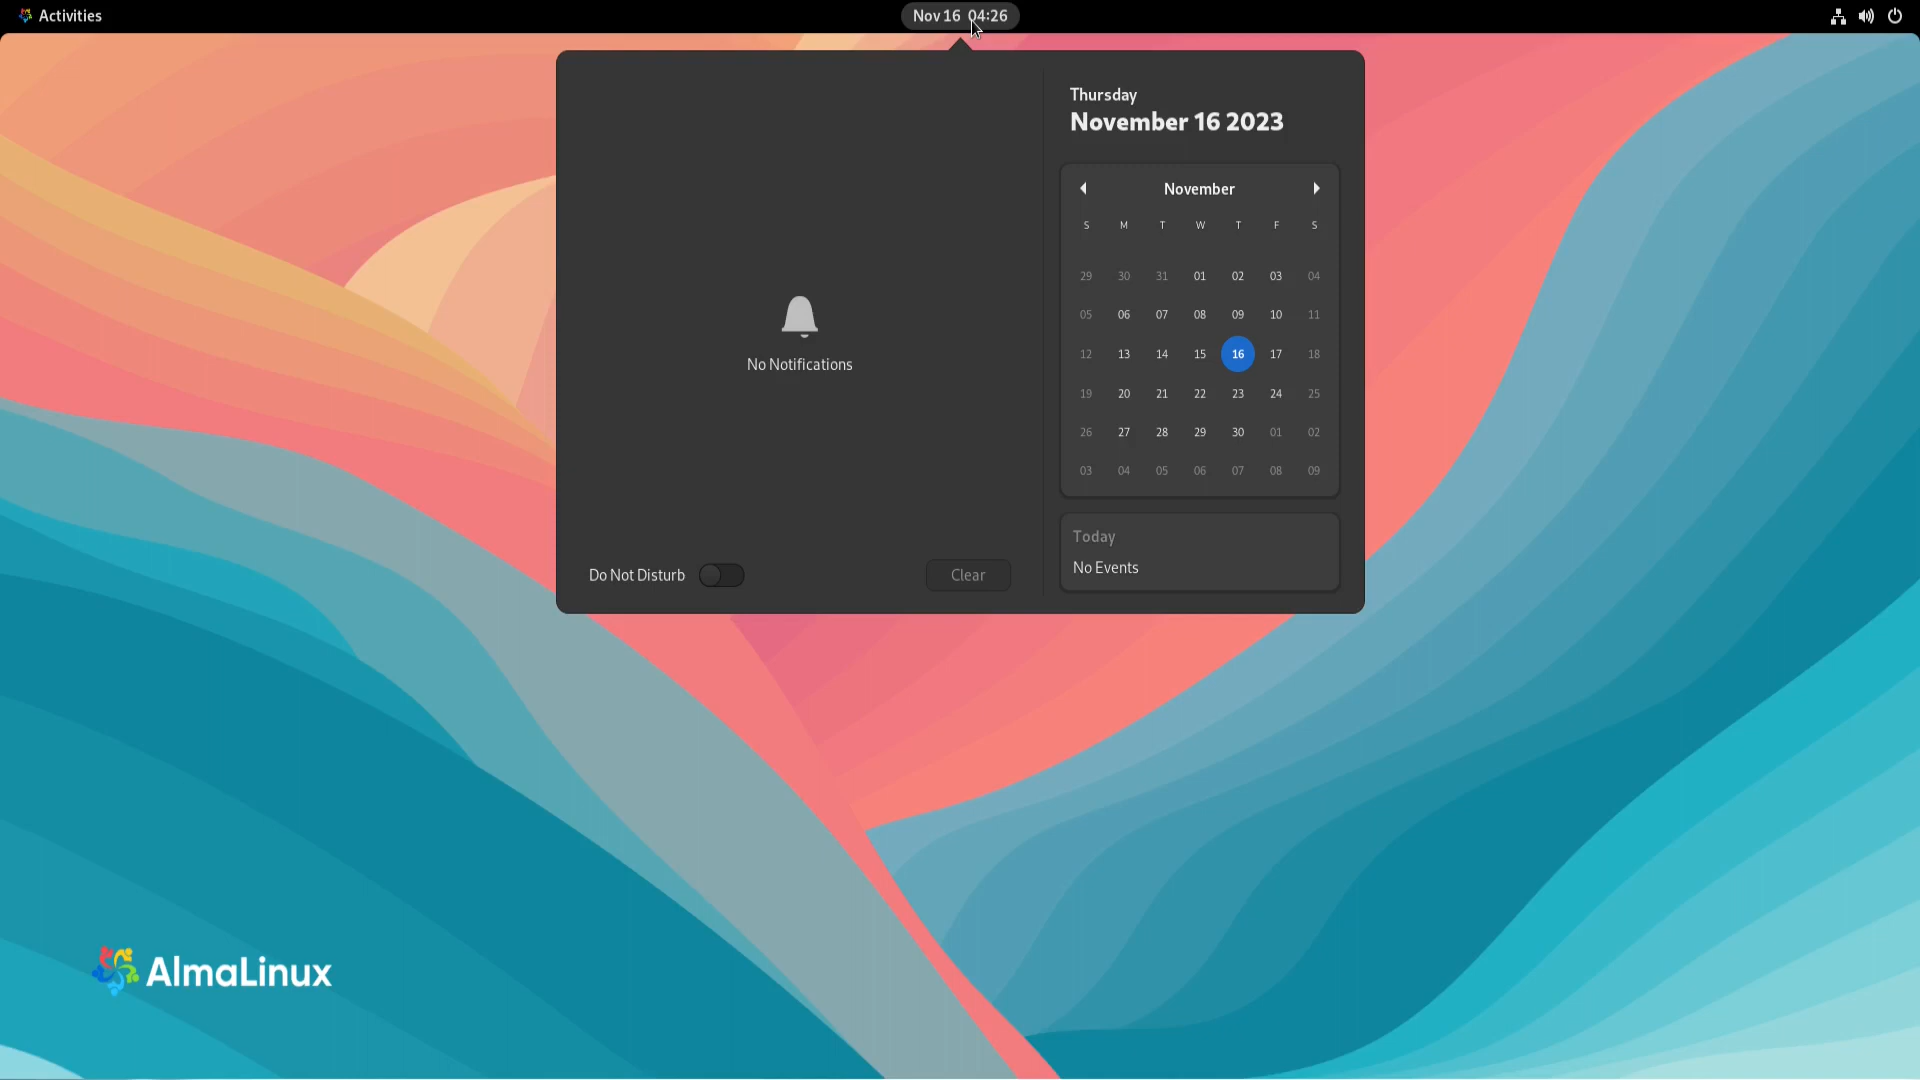 Activities
Nov 16 04:26
Thursday
November 16 2023
November
S M T W T F S
29 30 31 01 02 03 04
05 06 07 08 09 10 11
12 13 14 15 16 17 18
19 20 21 22 23 24 25
26 27 28 29 30 01 02
03 04 05 06 07 08 09
No Notifications
Today
No Events
Do Not Disturb
Clear
AlmaLinux